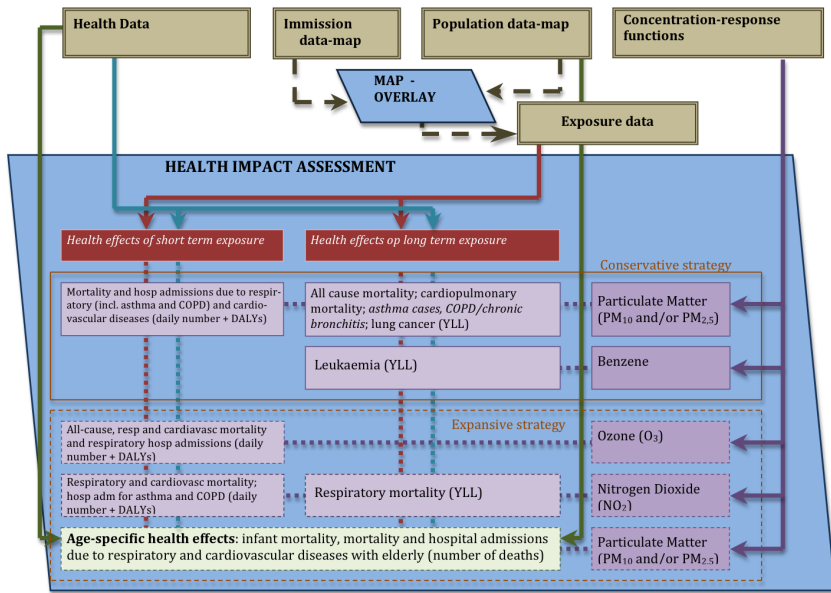 Health Data
Immission
data-map
Population data-map
Concentration-response
functions
MAP -
OVERLAY
Exposure data
HEALTH IMPACT ASSESSMENT
Health effects of short term exposure
Health effects op long term exposure
Conservative strategy
Mortality and hosp admissions due to respir-
atory (incl. asthma and COPD) and cardio-
vascular diseases (daily number + DALYs)
All cause mortality; cardiopulmonary
mortality; asthma cases, COPD/chronic
bronchitis; lung cancer (YLL)
Particulate Matter
(PM10 and/or PM2,5)
Leukaemia (YLL)
Benzene
Expansive strategy
All-cause, resp and cardiavasc mortality
and respiratory hosp admissions (daily
number + DALYs)
Ozone (O3)
Respiratory and cardiovasc mortality;
hosp adm for asthma and COPD (daily
number + DALYs)
Respiratory mortality (YLL)
Nitrogen Dioxide
(NO2)
Age-specific health effects: infant mortality, mortality and hospital admissions
due to respiratory and cardiovascular diseases with elderly (number of deaths)
Particulate Matter
(PM10 and/or PM2.5)